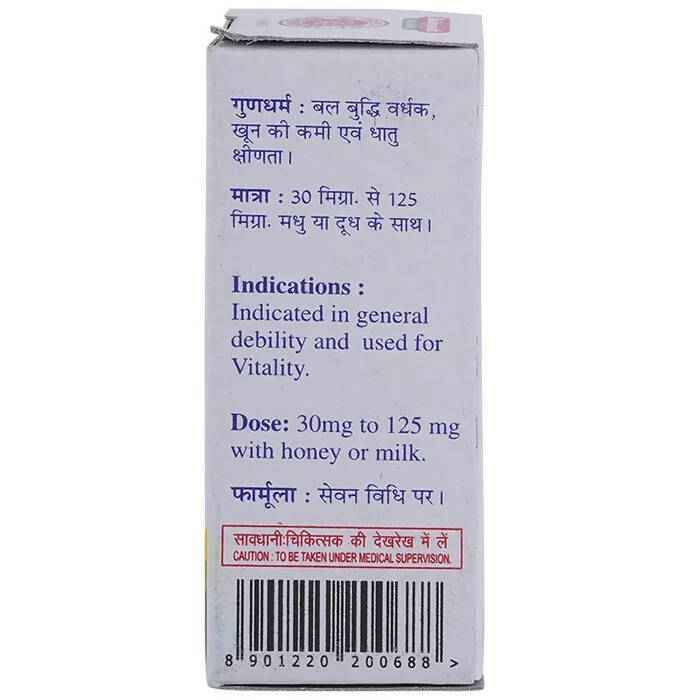 गुणधर्म : बल बुद्धि वर्धक,
खून की कमी एवं धातु
क्षीणता।
मात्रा : 30 मिग्रा. से 125
मिग्रा. मधु या दूध के साथ।
Indications :
Indicated in general
debility and used for
Vitality.
Dose: 30mg to 125 mg
with honey or milk.
फार्मूला : सेवन विधि पर।
सावधानी:चिकित्सक की देखरेख में लें
CAUTION : TO BE TAKEN UNDER MEDICAL SUPERVISION.
8 901220 200688 >